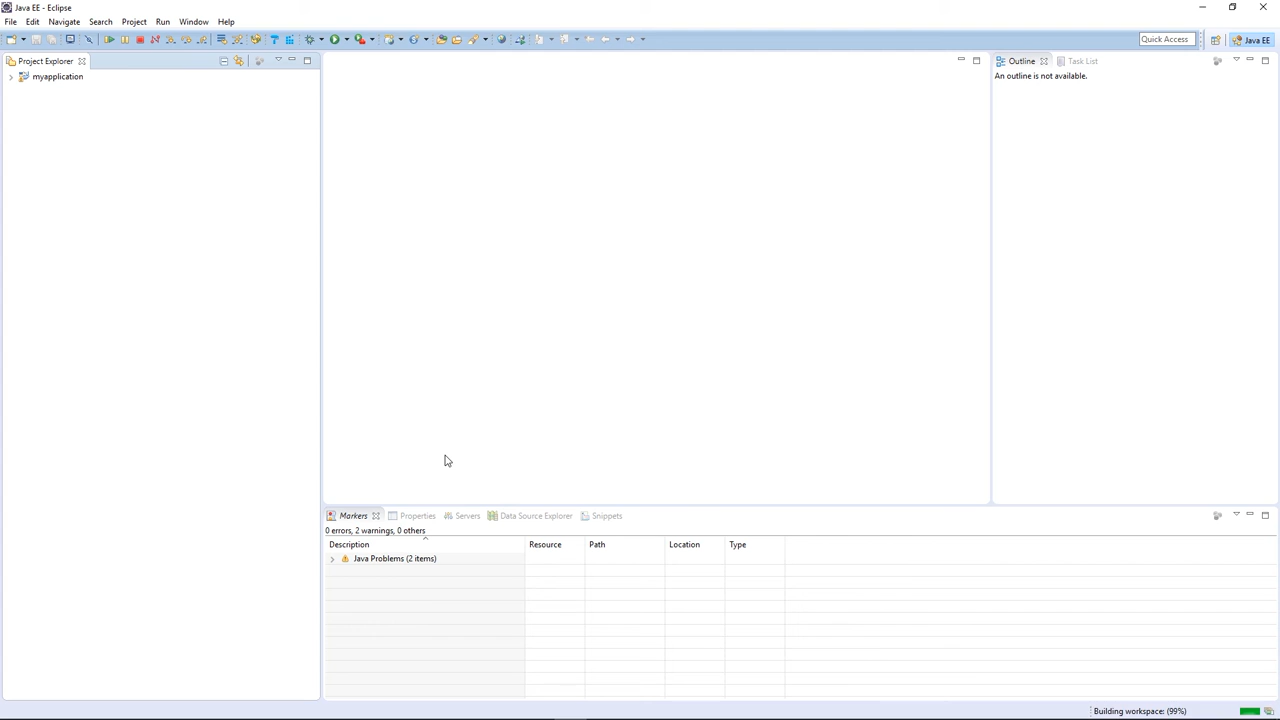 Java EE - Eclipse
File Edit Navigate Search Project Run Window Help
Quick Access Java EE
Project Explorer
myapplication
Outline Task List
An outline is not available.
Markers Properties Servers Data Source Explorer Snippets
0 errors, 2 warnings, 0 others
Description Resource Path Location Type
Java Problems (2 items)
Building workspace: (99%)